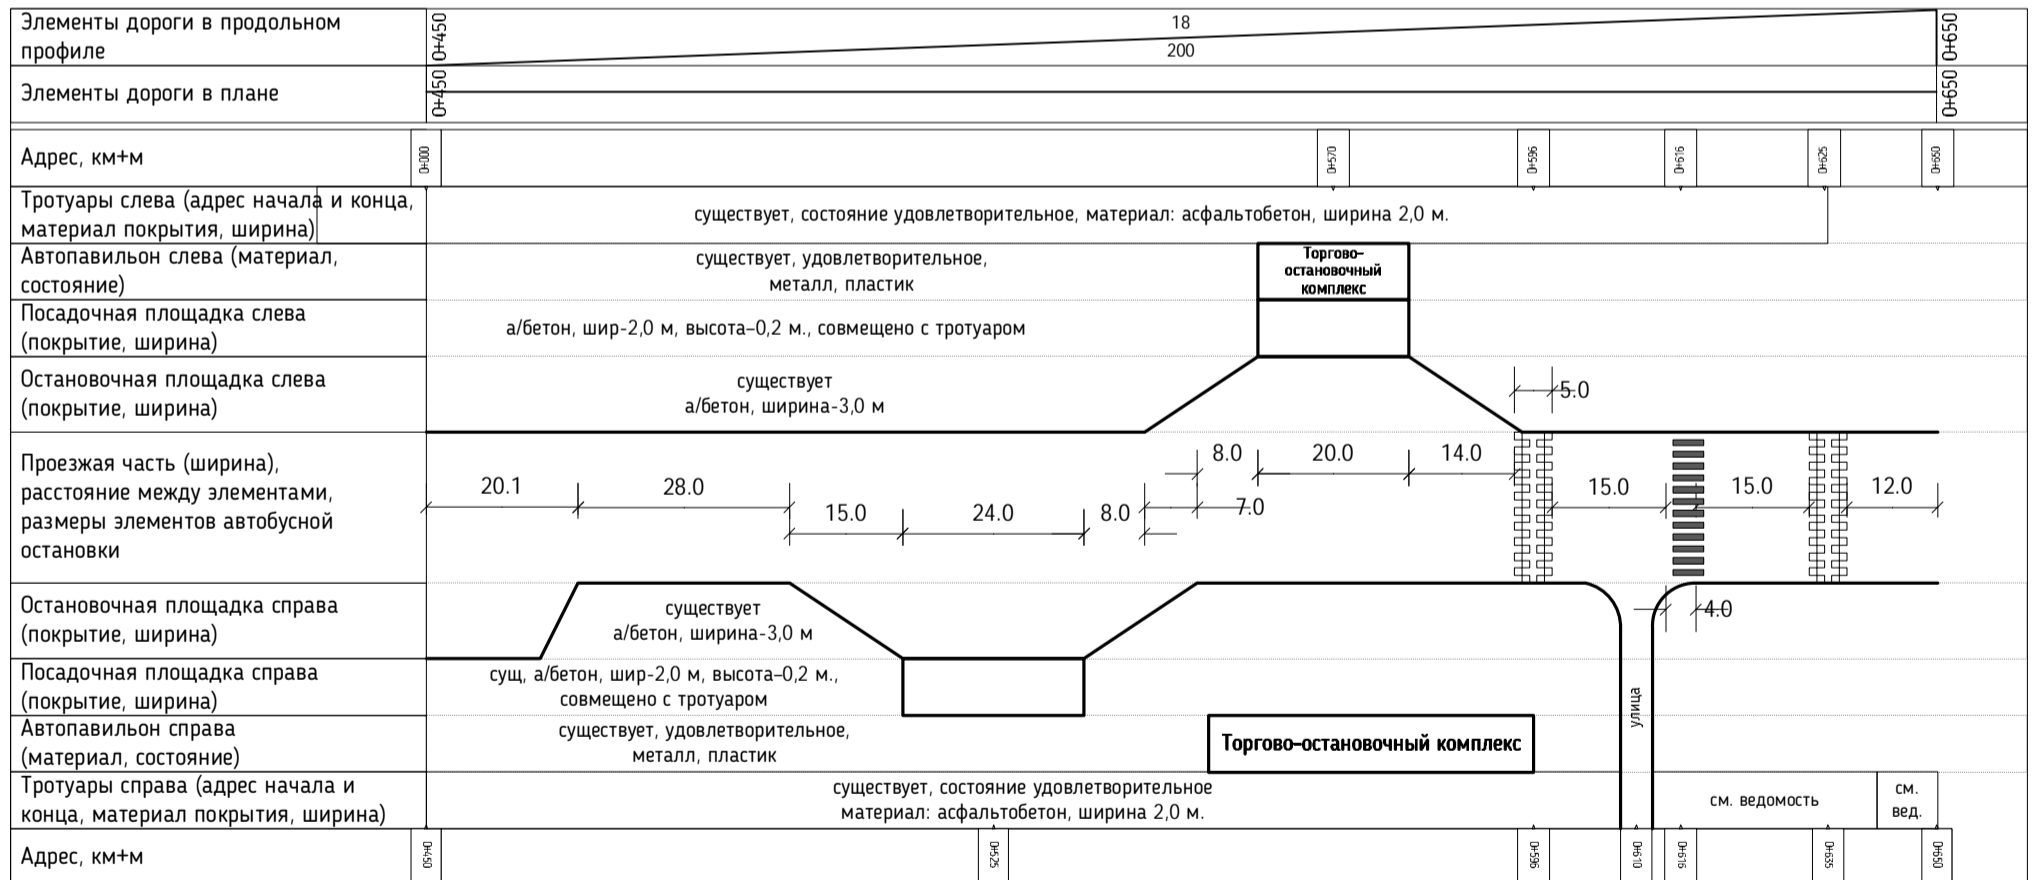 Элементы дороги в продольном
профиле
0+450
18
200
0+650
Элементы дороги в плане
0+450
0+650
Адрес, км+м
0+000
0+570
0+596
0+616
0+625
0+650
Тротуары слева (адрес начала и конца,
материал покрытия, ширина)
существует, состояние удовлетворительное, материал: асфальтобетон, ширина 2,0 м.
Автопавильон слева (материал,
состояние)
существует, удовлетворительное,
металл, пластик
Торгово-
остановочный
комплекс
Посадочная площадка слева
(покрытие, ширина)
а/бетон, шир-2,0 м, высота-0,2 м., совмещено с тротуаром
Остановочная площадка слева
(покрытие, ширина)
существует
а/бетон, ширина-3,0 м
5.0
Проезжая часть (ширина),
расстояние между элементами,
размеры элементов автобусной
остановки
20.1
28.0
15.0
24.0
8.0
7.0
8.0
20.0
14.0
15.0
15.0
12.0
Остановочная площадка справа
(покрытие, ширина)
существует
а/бетон, ширина-3,0 м
4.0
Посадочная площадка справа
(покрытие, ширина)
сущ, а/бетон, шир-2,0 м, высота-0,2 м.,
совмещено с тротуаром
улица
Автопавильон справа
(материал, состояние)
существует, удовлетворительное,
металл, пластик
Торгово-остановочный комплекс
Тротуары справа (адрес начала и
конца, материал покрытия, ширина)
существует, состояние удовлетворительное
материал: асфальтобетон, ширина 2,0 м.
см. ведомость
см.
вед.
Адрес, км+м
0+450
0+525
0+596
0+610
0+616
0+635
0+650